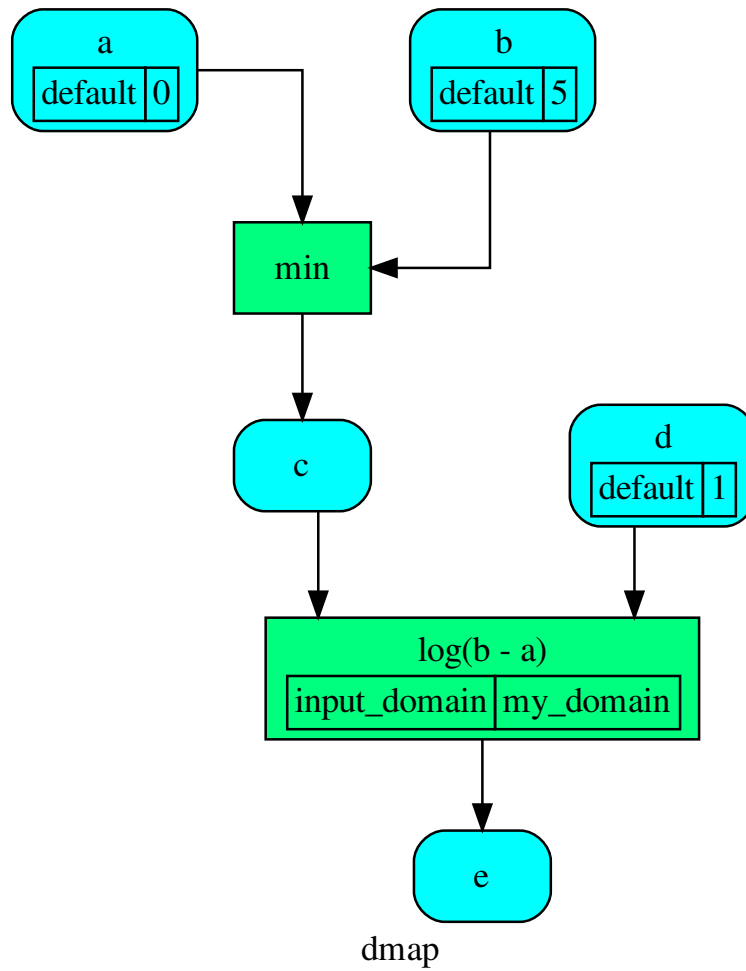 a
default 0
b
default 5
min
c
d
default 1
log(b - a)
input_domain my_domain
e
dmap